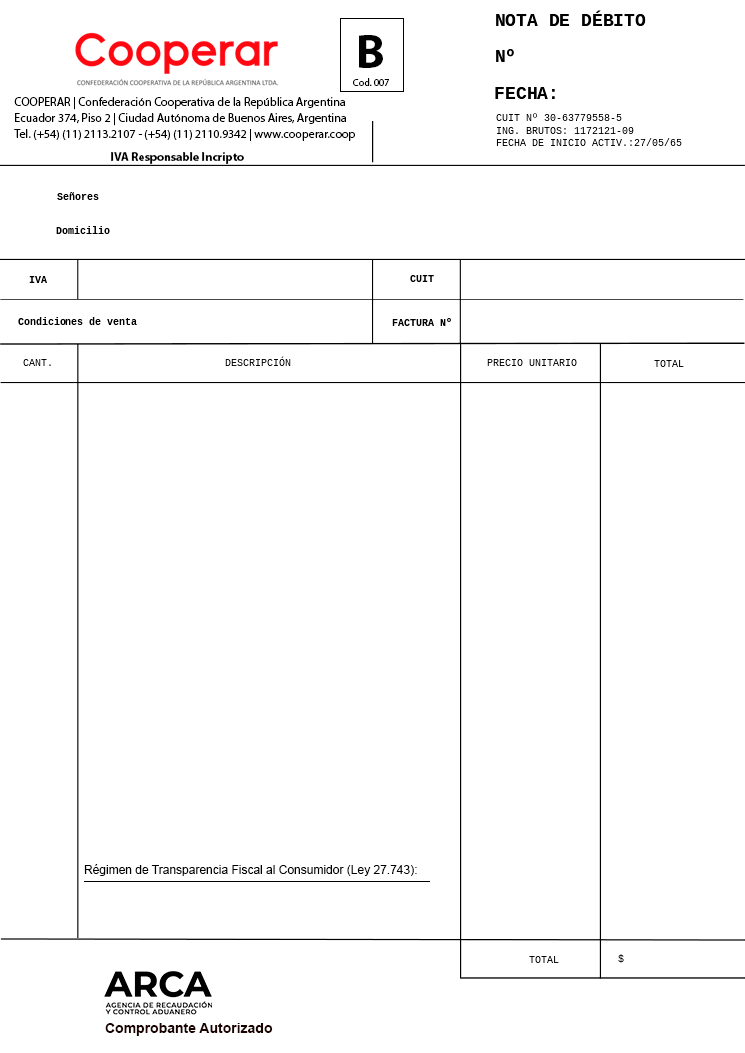 Cooperar
CONFEDERACIÓN COOPERATIVA DE LA REPÚBLICA ARGENTINA LTDA.
COOPERAR | Confederación Cooperativa de la República Argentina
Ecuador 374, Piso 2 | Ciudad Autónoma de Buenos Aires, Argentina
Tel. (+54) (11) 2113.2107 - (+54) (11) 2110.9342 | www.cooperar.coop
IVA Responsable Incripto
B
Cod. 007
NOTA DE DÉBITO
Nº
FECHA:
CUIT Nº 30-63779558-5
ING. BRUTOS: 1172121-09
FECHA DE INICIO ACTIV.:27/05/65
Señores
Domicilio
IVA CUIT
Condiciones de venta FACTURA Nº
CANT. DESCRIPCIÓN PRECIO UNITARIO TOTAL
Régimen de Transparencia Fiscal al Consumidor (Ley 27.743):
TOTAL $
ARCA
AGENCIA DE RECAUDACIÓN
Y CONTROL ADUANERO
Comprobante Autorizado